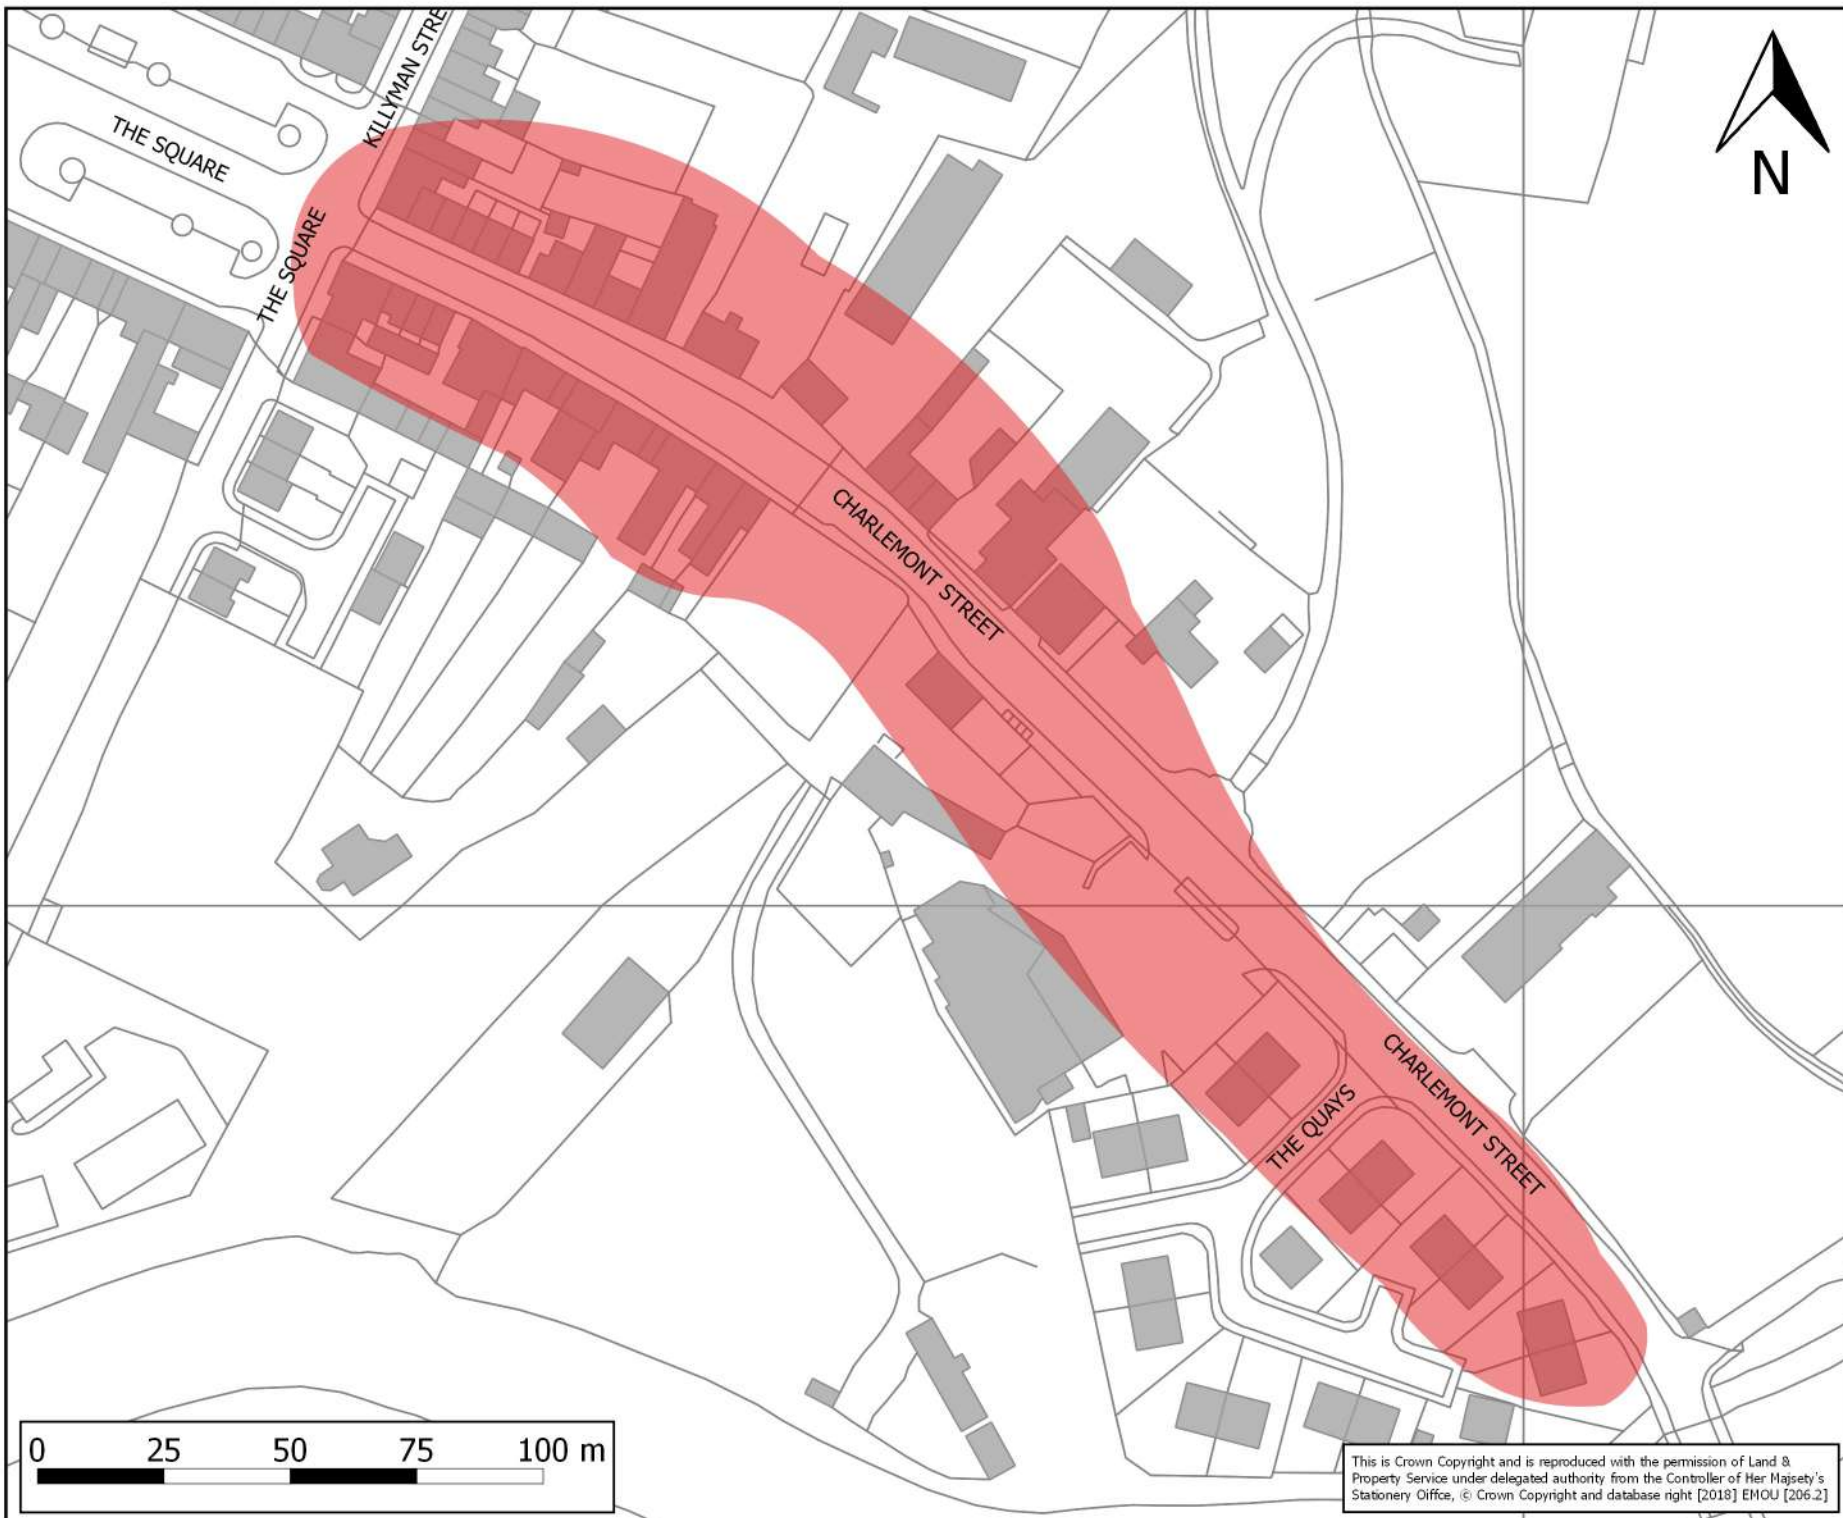 KILLYMAN STRE
THE SQUARE
THE SQUARE
N
CHARLEMONT STREET
CHARLEMONT STREET
THE QUAYS
0 25 50 75 100 m
This is Crown Copyright and is reproduced with the permission of Land &
Property Service under delegated authority from the Controller of Her Majsety's
Stationery Oiffce, © Crown Copyright and database right [2018] EMOU [206.2]